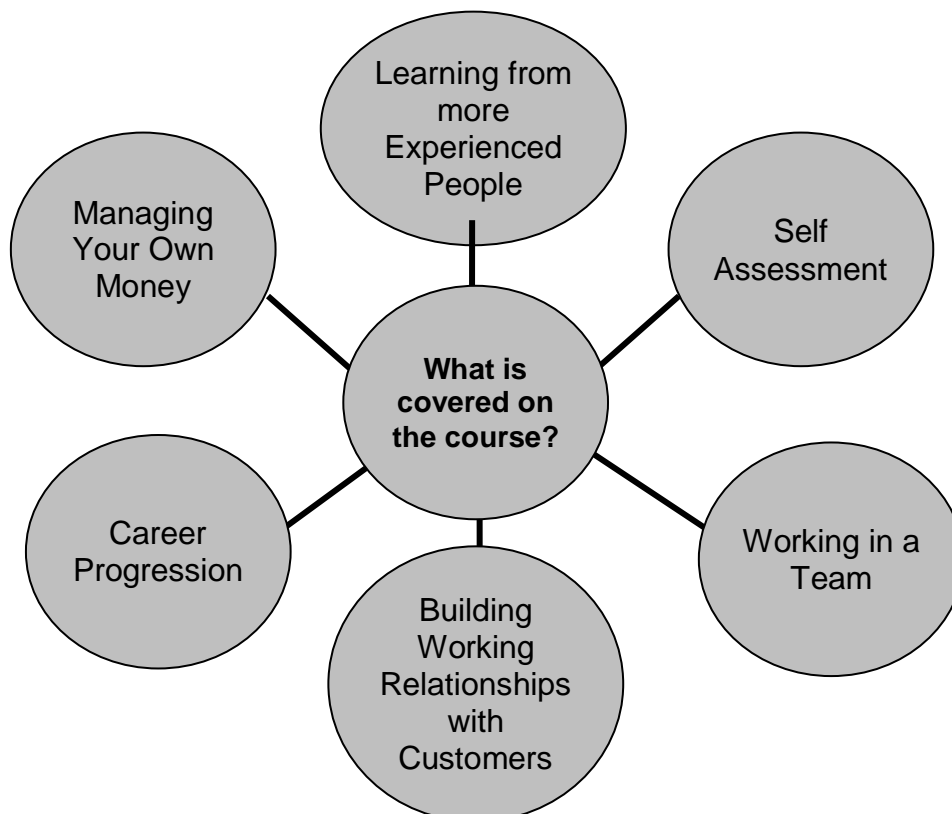 Learning from
more
Experienced
People
Managing
Your Own
Money
Self
Assessment
What is
covered on
the course?
Career
Progression
Working in a
Team
Building
Working
Relationships
with
Customers